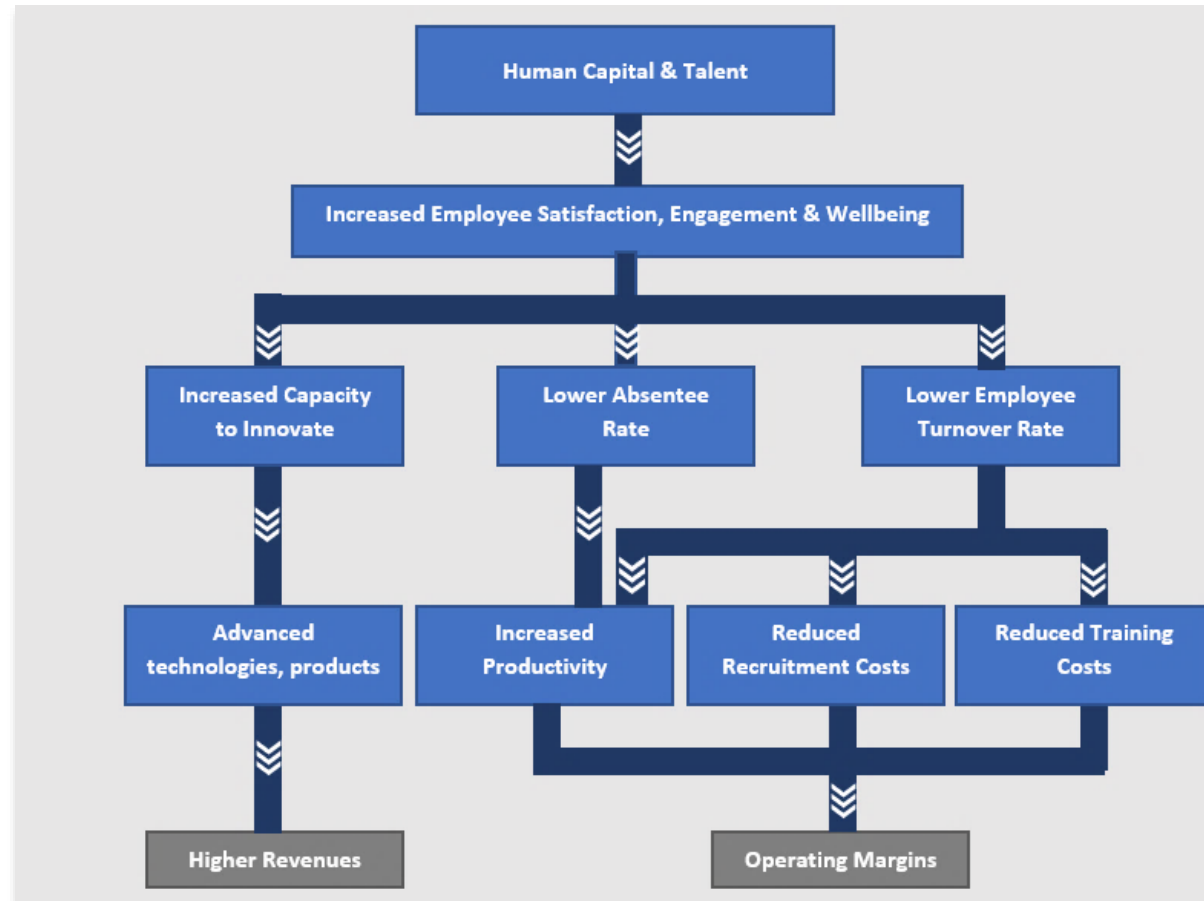 Human Capital & Talent
Increased Employee Satisfaction, Engagement & Wellbeing
Increased Capacity
to Innovate
Lower Absentee
Rate
Lower Employee
Turnover Rate
Advanced
technologies, products
Increased
Productivity
Reduced
Recruitment Costs
Reduced Training
Costs
Higher Revenues
Operating Margins